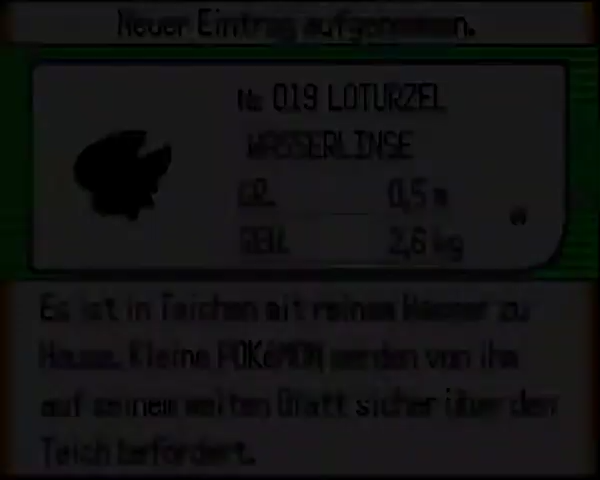 Neuer Eintrag aufgenommen.
Nr. 019 LOTURZEL
WASSERLINSE
GR. 0,5 m
GEW. 2,6 kg
Es ist in Teichen mit reinem Wasser zu
Hause. Kleine POKéMON werden von ihm
auf seinem weiten Blatt sicher über den
Teich befördert.